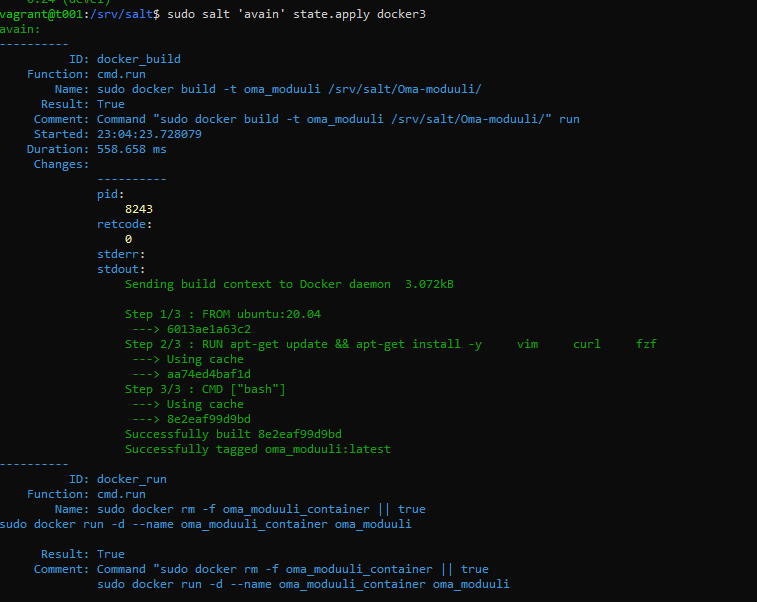 0.24 (devel)
vagrant@t001:/srv/salt$ sudo salt 'avain' state.apply docker3
avain:
----------
          ID: docker_build
    Function: cmd.run
        Name: sudo docker build -t oma_moduuli /srv/salt/Oma-moduuli/
      Result: True
     Comment: Command "sudo docker build -t oma_moduuli /srv/salt/Oma-moduuli/" run
     Started: 23:04:23.728079
    Duration: 558.658 ms
     Changes:
              ----------
              pid:
                  8243
              retcode:
                  0
              stderr:
              stdout:
                  Sending build context to Docker daemon  3.072kB
                  Step 1/3 : FROM ubuntu:20.04
                   ---> 6013ae1a63c2
                  Step 2/3 : RUN apt-get update && apt-get install -y     vim     curl     fzf
                   ---> Using cache
                   ---> aa74ed4baf1d
                  Step 3/3 : CMD ["bash"]
                   ---> Using cache
                   ---> 8e2eaf99d9bd
                  Successfully built 8e2eaf99d9bd
                  Successfully tagged oma_moduuli:latest
----------
          ID: docker_run
    Function: cmd.run
        Name: sudo docker rm -f oma_moduuli_container || true
sudo docker run -d --name oma_moduuli_container oma_moduuli
      Result: True
     Comment: Command "sudo docker rm -f oma_moduuli_container || true
              sudo docker run -d --name oma_moduuli_container oma_moduuli